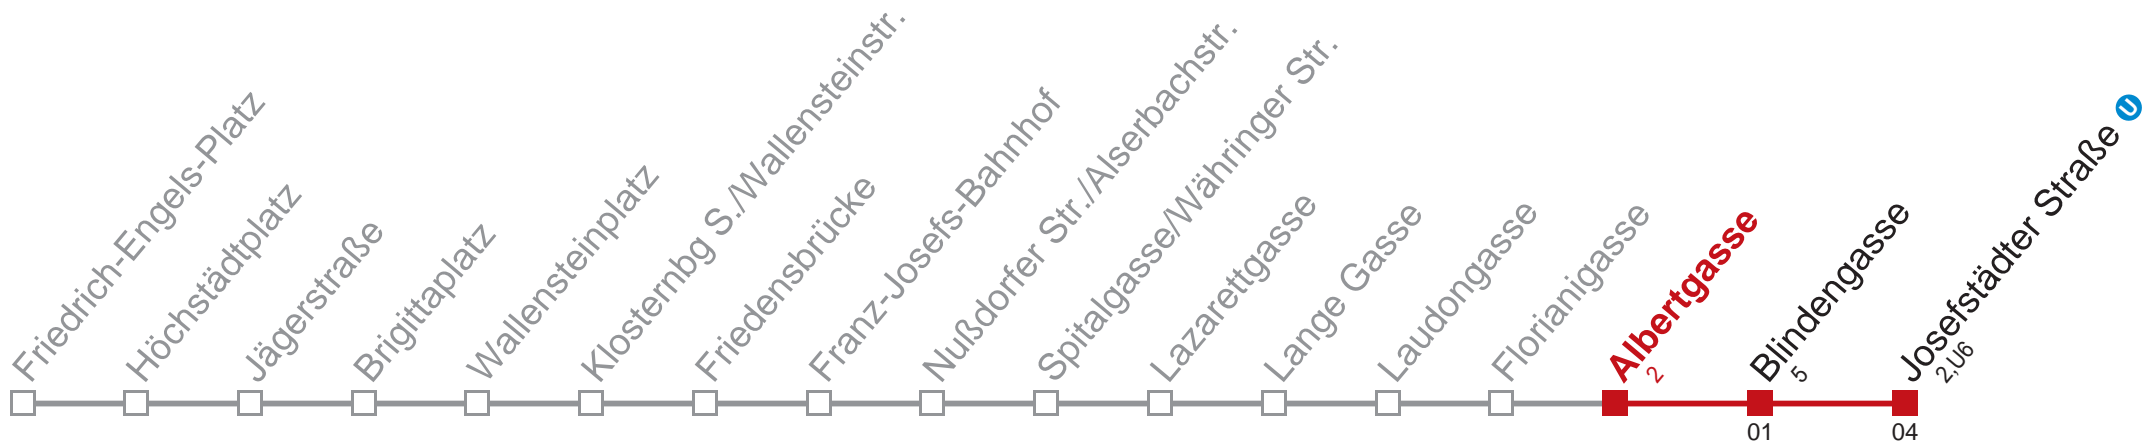 Friedrich-Engels-Platz
Höchstädtplatz
Jägerstraße
Brigittaplatz
Wallensteinplatz
Klosternbg S./Wallensteinstr.
Friedensbrücke
Franz-Josefs-Bahnhof
Nußdorfer Str./Alserbachstr.
Spitalgasse/Währinger Str.
Lazarettgasse
Lange Gasse
Laudongasse
Florianigasse
Albertgasse
2
Blindengasse
5
Josefstädter Straße U
2,U6
01
04